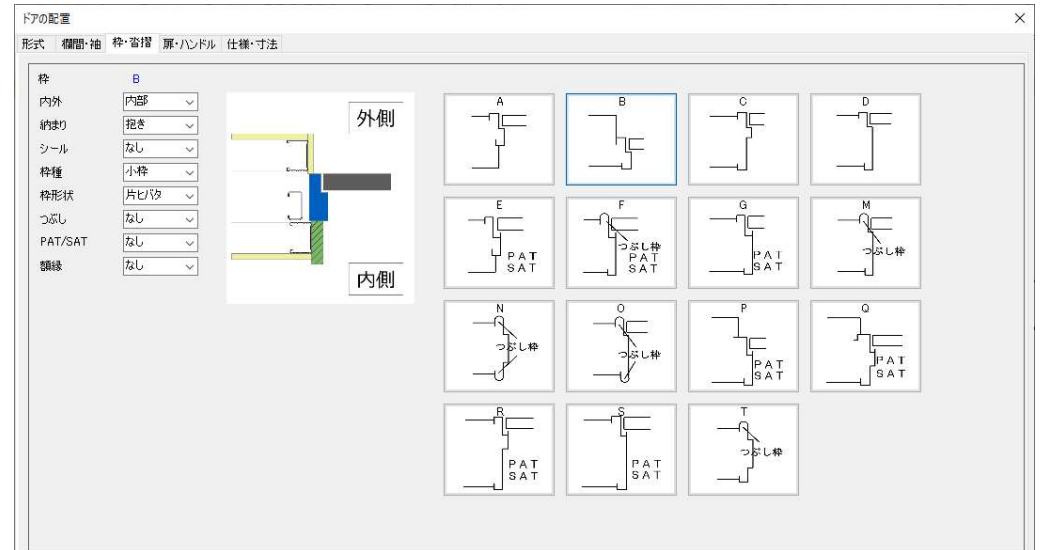 ドアの配置
形式 欄間・袖 枠・沓摺 扉・ハンドル 仕様・寸法
枠 B
内外 内部
納まり 抱き
シール なし
枠種 小枠
枠形状 片ヒバタ
つぶし なし
PAT/SAT なし
額縁 なし
外側
内側
A
B
C
D
E
PAT
SAT
F
つぶし枠
PAT
SAT
G
PAT
SAT
M
つぶし枠
N
つぶし枠
O
つぶし枠
P
PAT
SAT
Q
PAT
SAT
R
PAT
SAT
S
PAT
SAT
T
つぶし枠